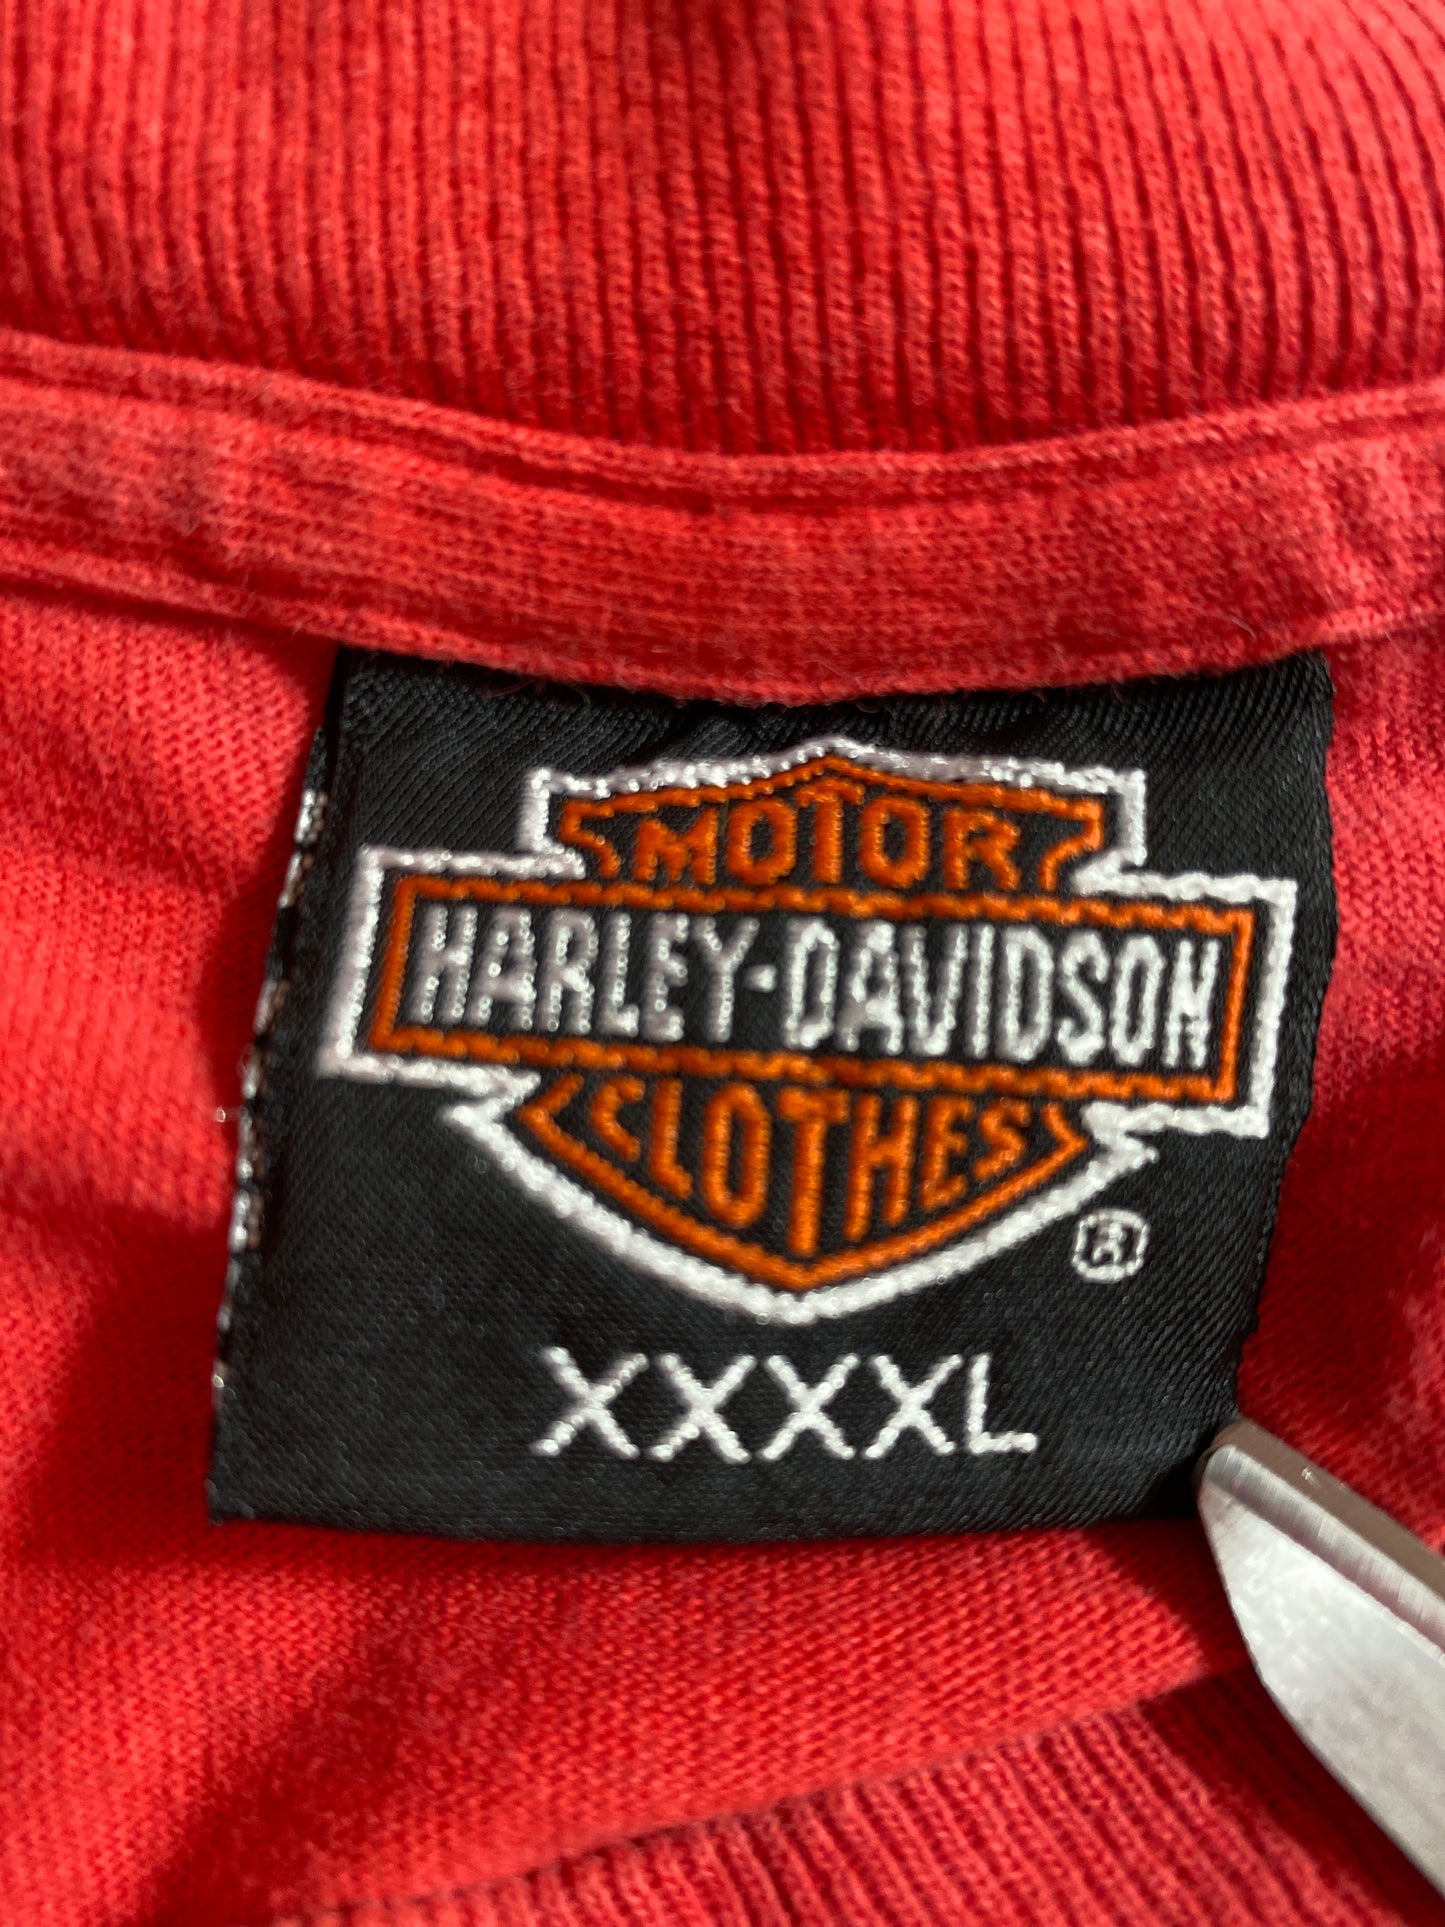 MOTOR
HARLEY-DAVIDSON
CLOTHES
®
XXXXL